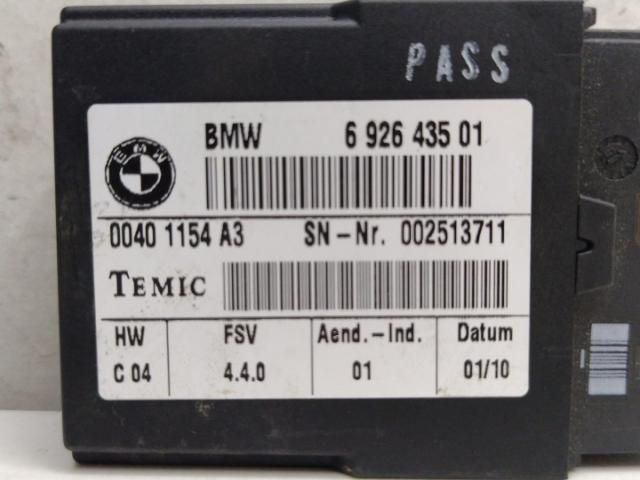 PASS
BMW 6 926 435 01
BMW
0040 1154 A3 SN-Nr. 002513711
TEMIC
HW FSV Aend.-Ind. Datum
C 04 4.4.0 01 01/10